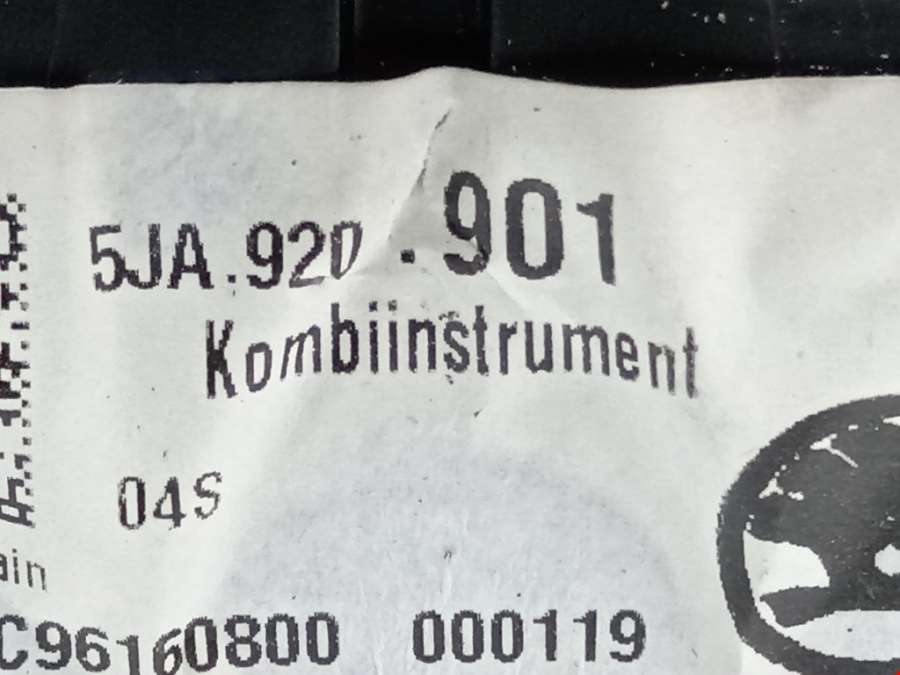 5JA.920 .901
Kombiinstrument
04S
ain
C96160800 000119